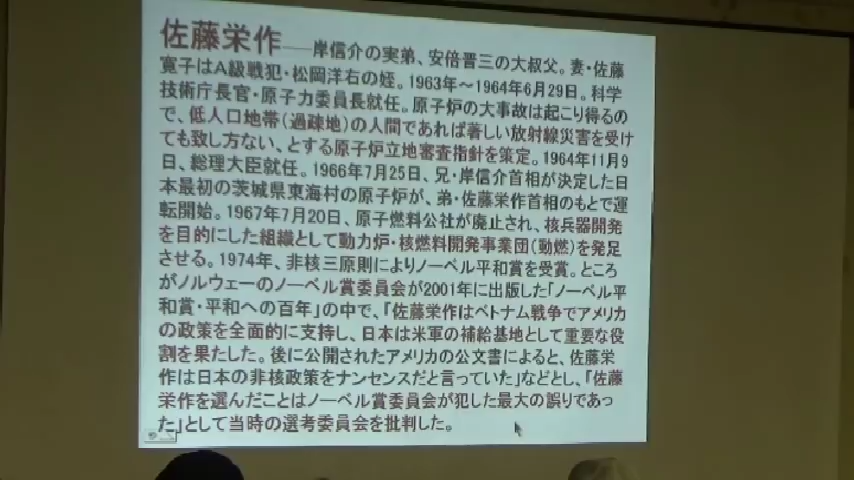 佐藤栄作――岸信介の実弟、安倍晋三の大叔父。妻・佐藤
寛子はA級戦犯・松岡洋右の姪。1963年～1964年6月29日。科学
技術庁長官・原子力委員長就任。原子炉の大事故は起こり得るの
で、低人口地帯(過疎地)の人間であれば著しい放射線災害を受け
ても致し方ない、とする原子炉立地審査指針を策定。1964年11月9
日、総理大臣就任。1966年7月25日、兄・岸信介首相が決定した日
本最初の茨城県東海村の原子炉が、弟・佐藤栄作首相のもとで運
転開始。1967年7月20日、原子燃料公社が廃止され、核兵器開発
を目的にした組織として動力炉・核燃料開発事業団(動燃)を発足
させる。1974年、非核三原則によりノーベル平和賞を受賞。ところ
がノルウェーのノーベル賞委員会が2001年に出版した「ノーベル平
和賞・平和への百年」の中で、「佐藤栄作はベトナム戦争でアメリカ
の政策を全面的に支持し、日本は米軍の補給基地として重要な役
割を果たした。後に公開されたアメリカの公文書によると、佐藤栄
作は日本の非核政策をナンセンスだと言っていた」などとし、「佐藤
栄作を選んだことはノーベル賞委員会が犯した最大の誤りであっ
た」として当時の選考委員会を批判した。